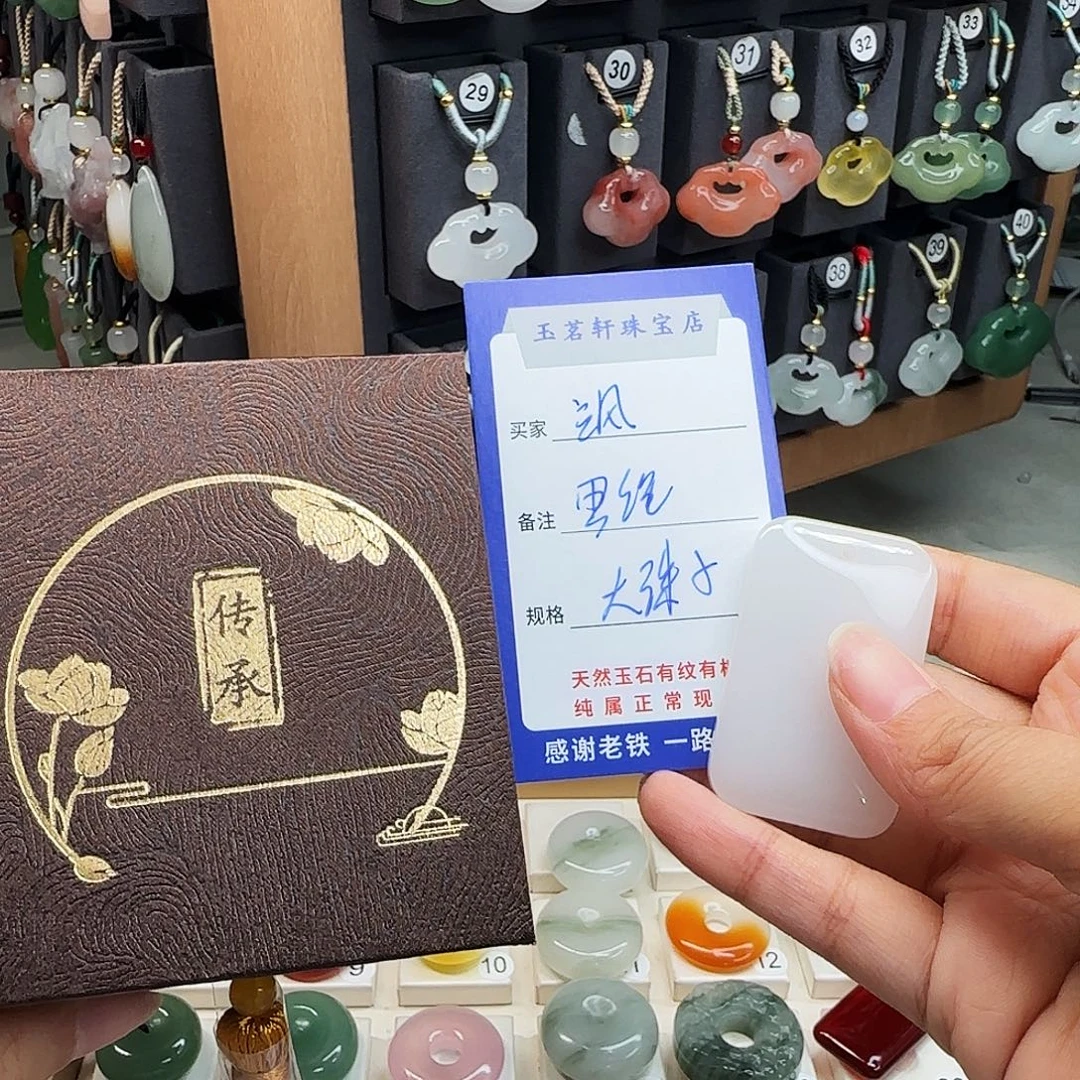 29
30
31
32
33
34
38
39
40
玉茗轩珠宝店
买家 飒
备注 黑绳
规格 大珠子
天然玉石有纹有
纯属正常现
感谢老铁 一路
传
承
9
10
12